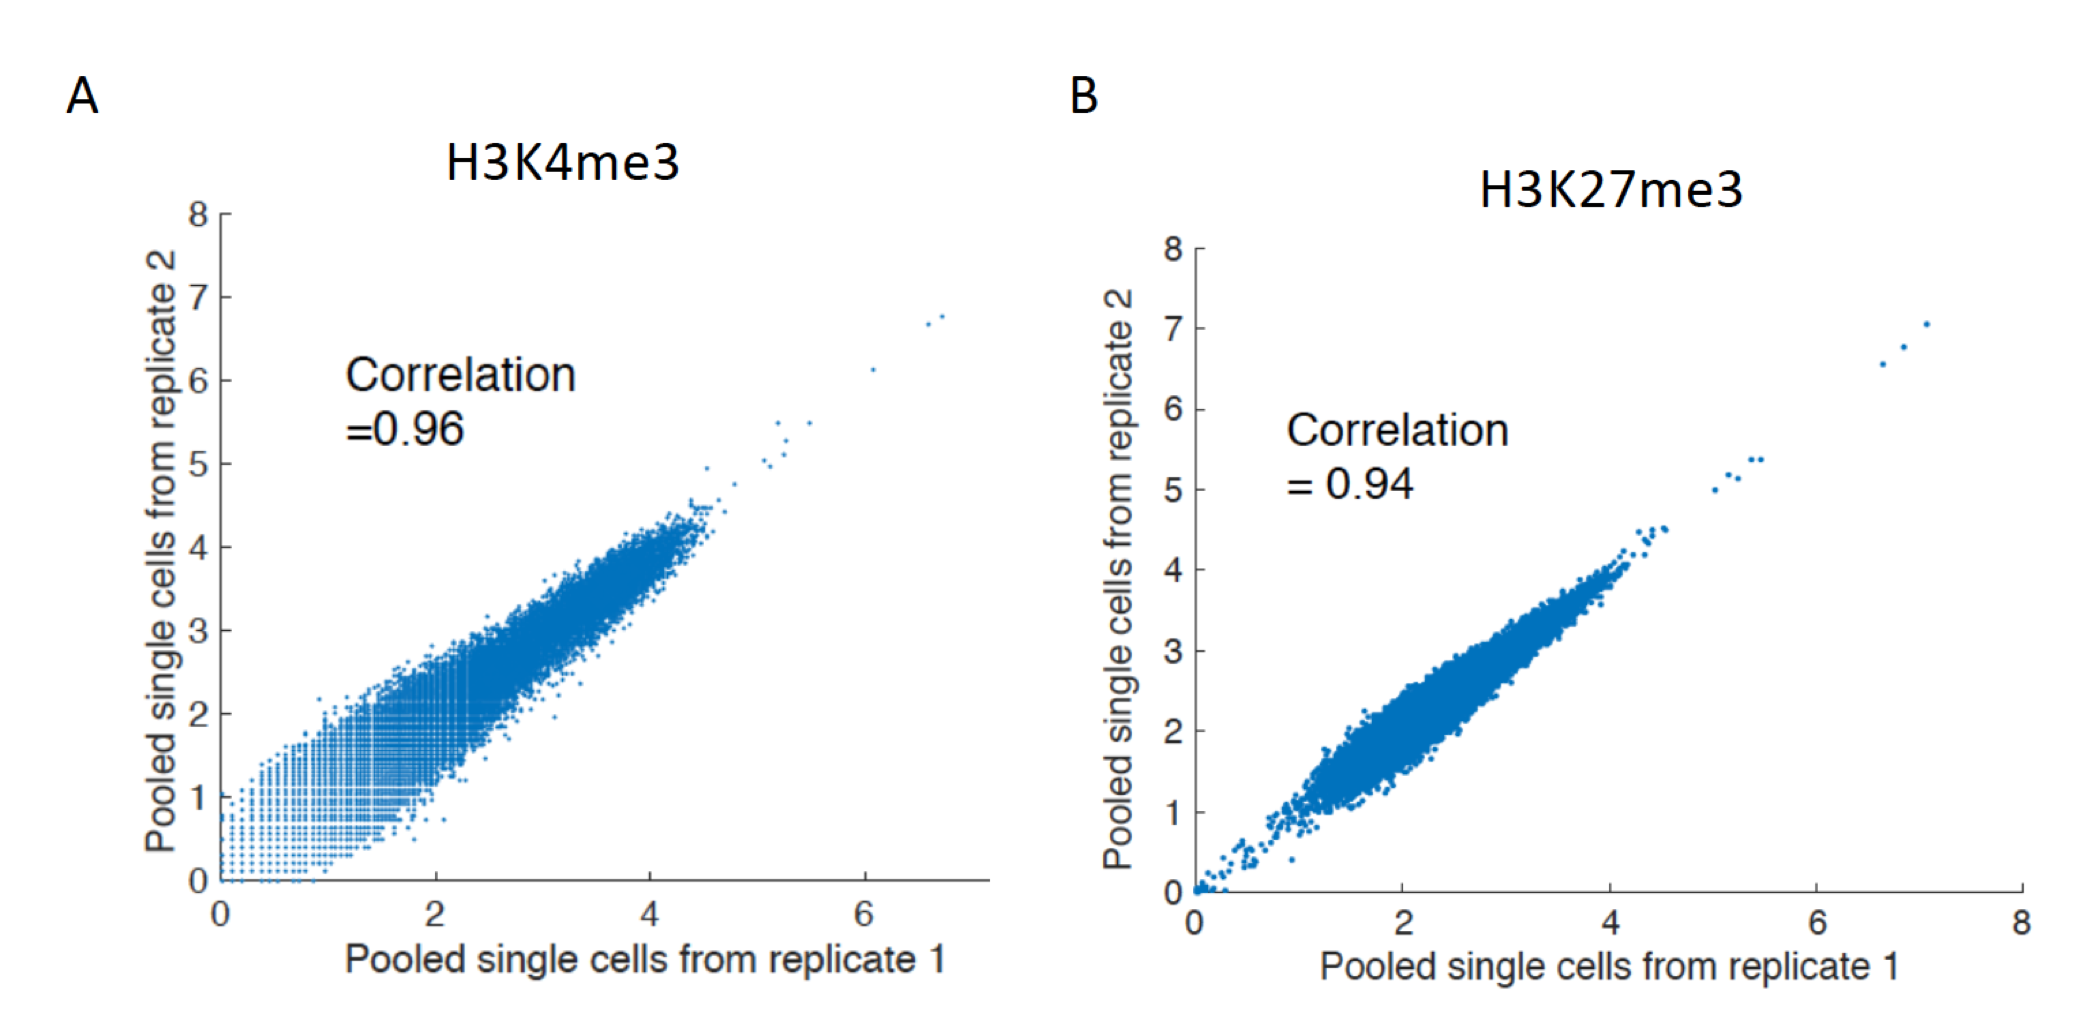 A
H3K4me3
8
7
6
5
4
3
2
1
0
Pooled single cells from replicate 2
Correlation
=0.96
0 2 4 6
Pooled single cells from replicate 1
B
H3K27me3
8
7
6
5
4
3
2
1
0
Pooled single cells from replicate 2
Correlation
= 0.94
0 2 4 6 8
Pooled single cells from replicate 1